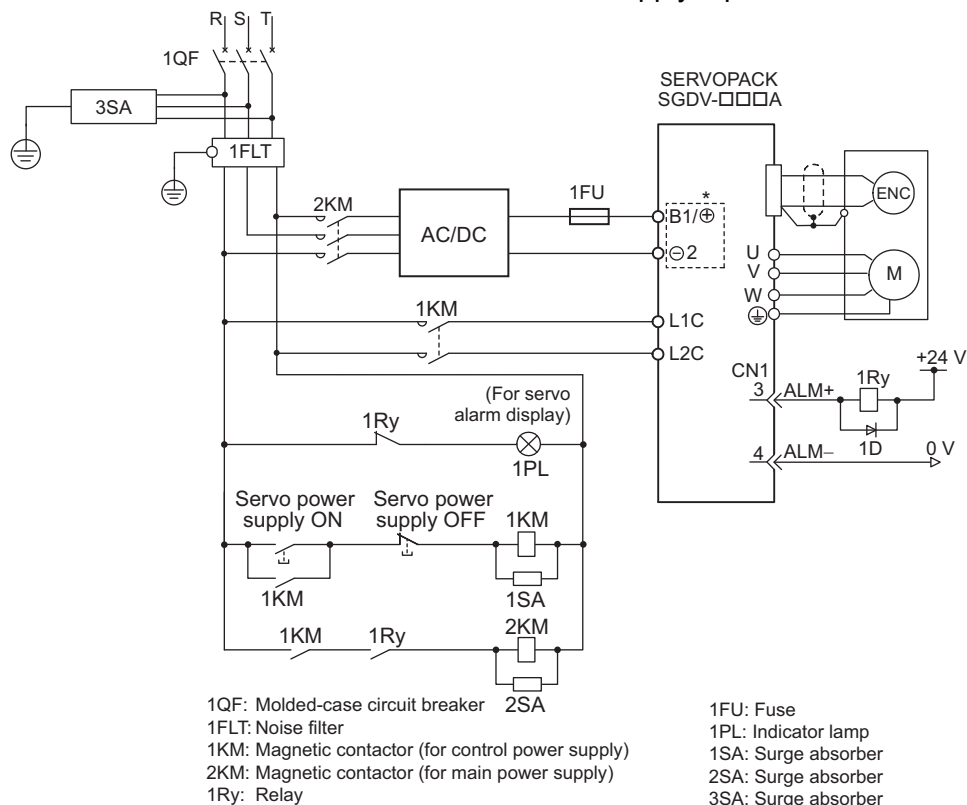 R S T
1QF
3SA
1FLT
SERVOPACK
SGDV-□□□A
2KM
AC/DC
1FU
*
B1/⊕
⊖2
ENC
U
V
W
M
1KM
L1C
L2C
CN1
+24 V
3 ALM+
1Ry
1D
4 ALM−
0 V
(For servo
alarm display)
1Ry
1PL
Servo power
supply ON
Servo power
supply OFF
1KM
1KM
1SA
1KM
1Ry
2KM
2SA
1QF: Molded-case circuit breaker
1FLT: Noise filter
1KM: Magnetic contactor (for control power supply)
2KM: Magnetic contactor (for main power supply)
1Ry: Relay
1FU: Fuse
1PL: Indicator lamp
1SA: Surge absorber
2SA: Surge absorber
3SA: Surge absorber